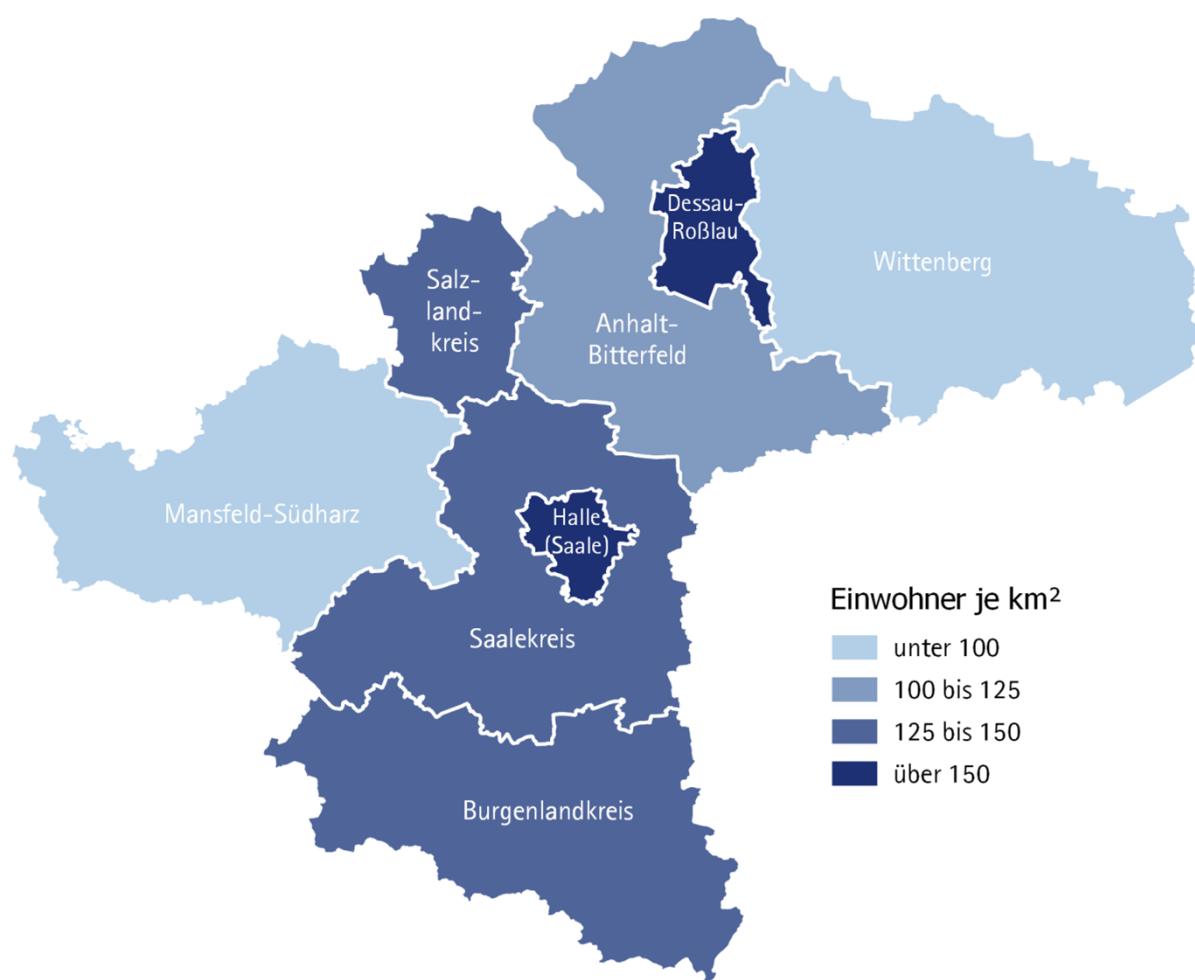 Dessau-
Roßlau
Wittenberg
Salz-
land-
kreis
Anhalt-
Bitterfeld
Mansfeld-Südharz
Halle
(Saale)
Saalekreis
Burgenlandkreis
Einwohner je km²
unter 100
100 bis 125
125 bis 150
über 150